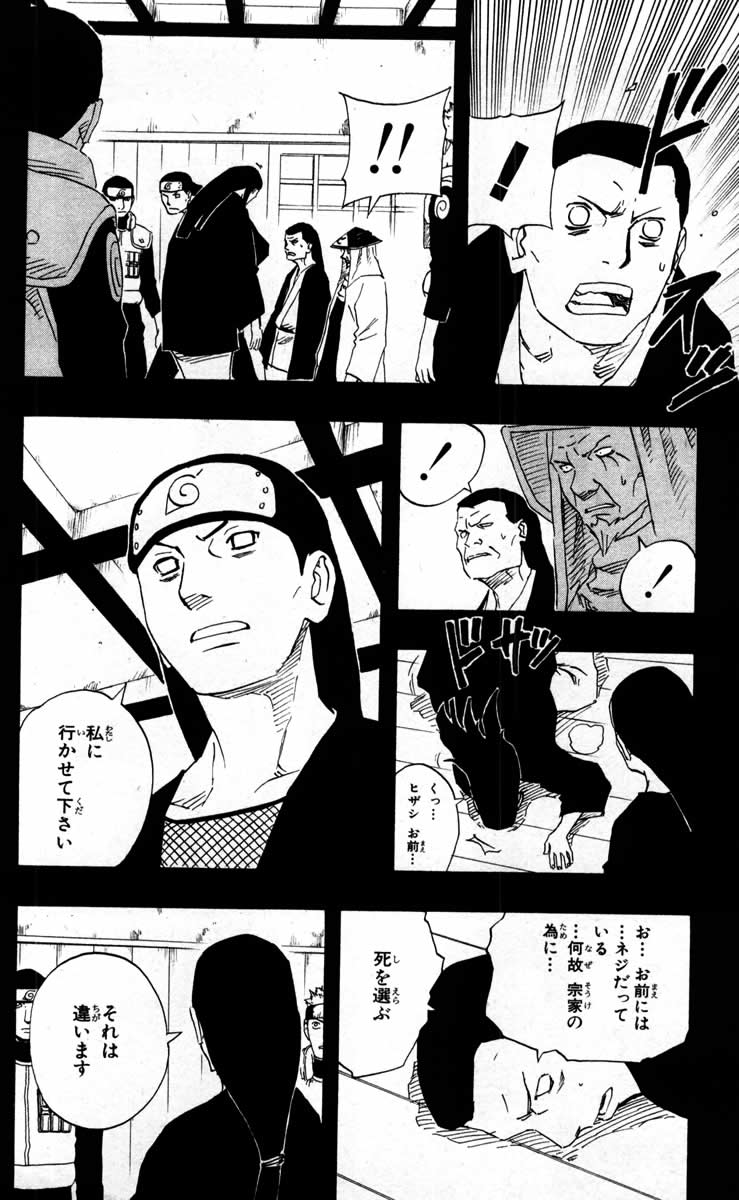 ！
ドスッ
！！
！
！
ドサッ
くっ…
ヒザシ お前…
私に
行かせて下さい
お… お前には
…ネジだって
いる
…何故 宗家の
為に…
死を選ぶ
それは
違います